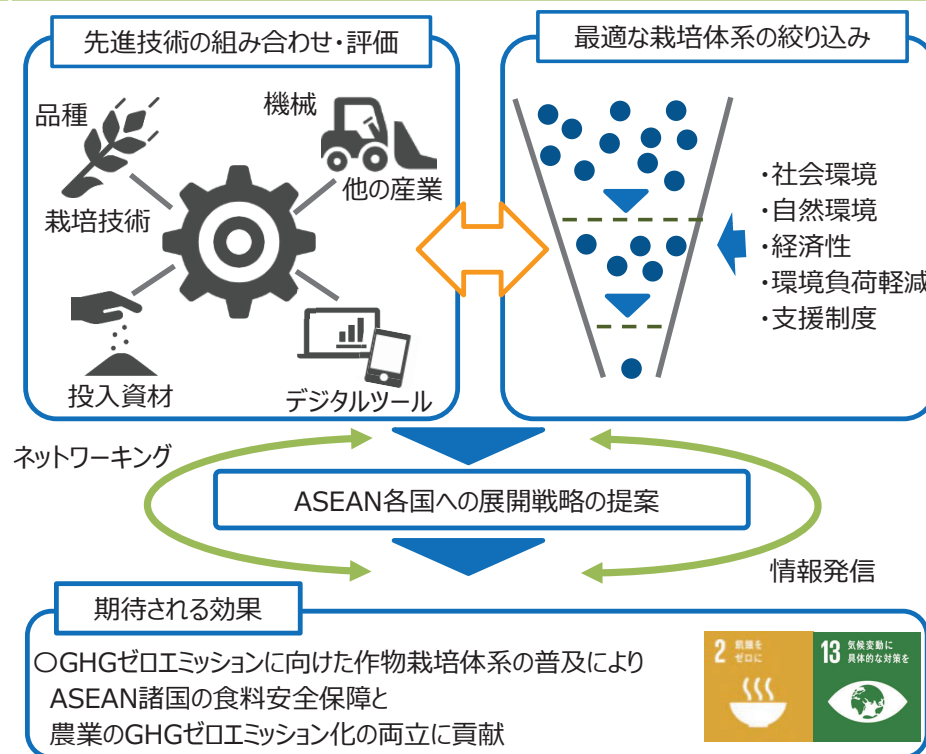 先進技術の組み合わせ・評価
品種
機械
栽培技術
他の産業
投入資材
デジタルツール
最適な栽培体系の絞り込み
・社会環境
・自然環境
・経済性
・環境負荷軽減
・支援制度
ネットワーキング
ASEAN各国への展開戦略の提案
情報発信
期待される効果
〇GHGゼロエミッションに向けた作物栽培体系の普及により
ASEAN諸国の食料安全保障と
農業のGHGゼロエミッション化の両立に貢献
2 飢餓を
ゼロに
13 気候変動に
具体的な対策を